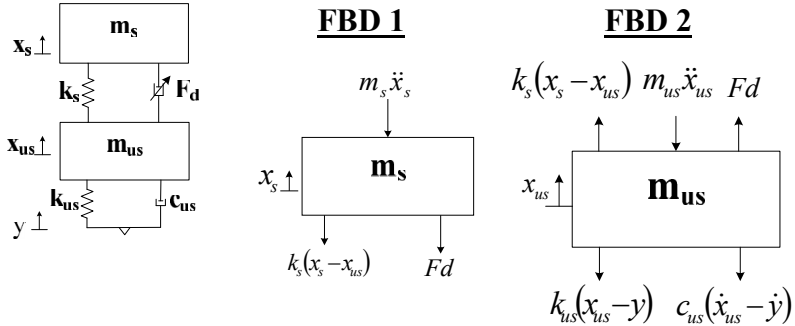 m_s
x_s
k_s
F_d
x_us
m_us
k_us
c_us
y
FBD 1
m_s ẍ_s
x_s
m_s
k_s(x_s − x_us)
Fd
FBD 2
k_s(x_s − x_us) m_us ẍ_us Fd
x_us
m_us
k_us(x_us − y) c_us(ẋ_us − ẏ)